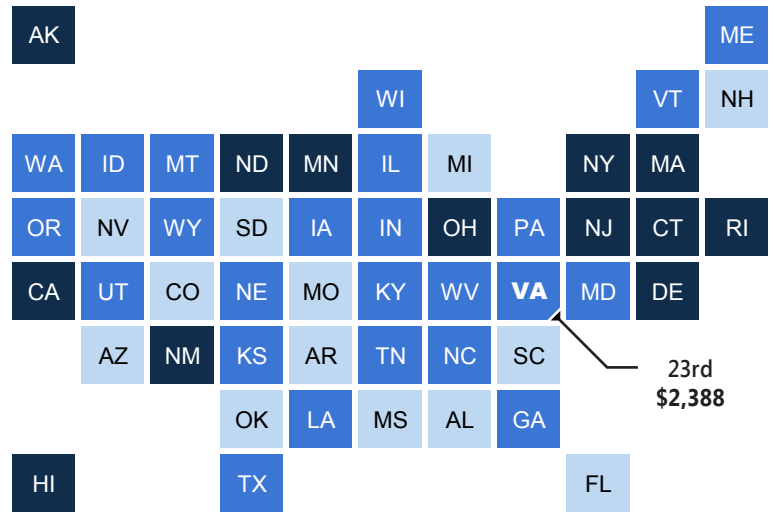 AK ME
WI VT NH
WA ID MT ND MN IL MI NY MA
OR NV WY SD IA IN OH PA NJ CT RI
CA UT CO NE MO KY WV VA MD DE
AZ NM KS AR TN NC SC
23rd
$2,388
OK LA MS AL GA
HI TX FL